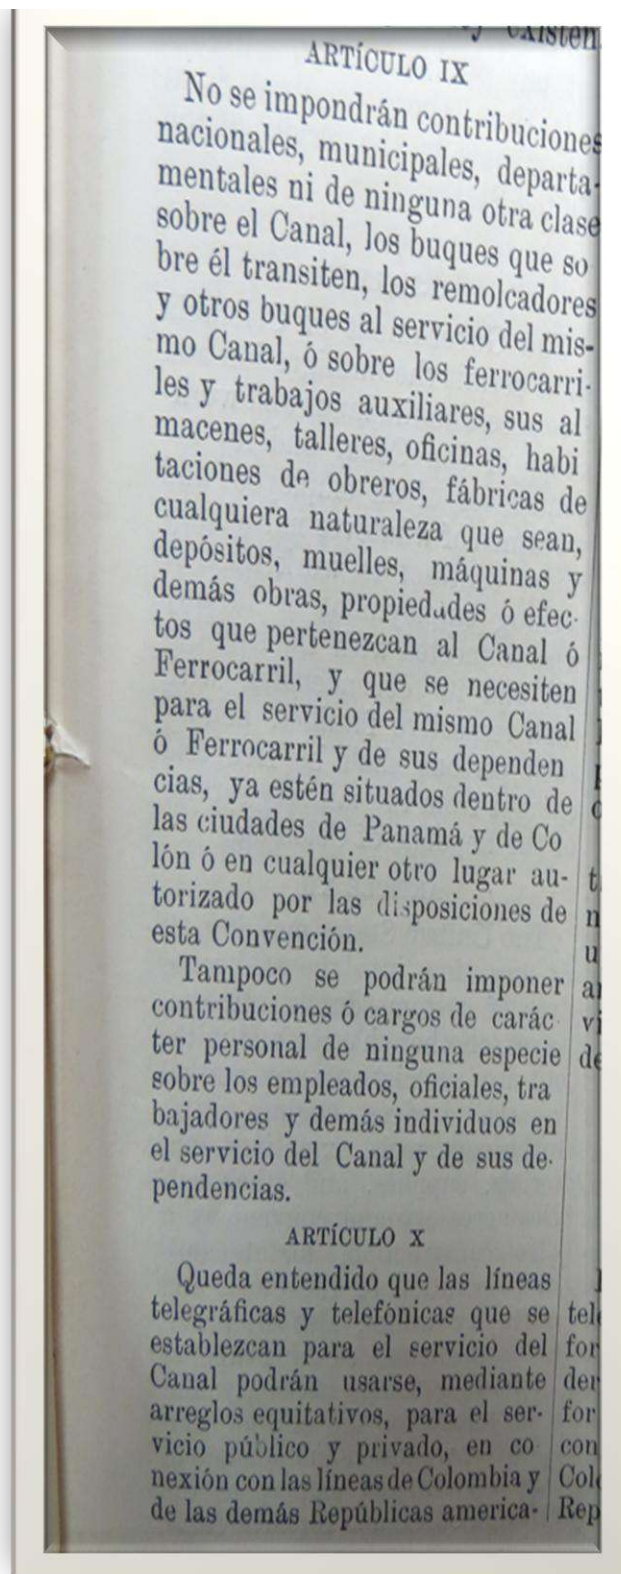 existen.
ARTÍCULO IX
No se impondrán contribuciones
nacionales, municipales, departa-
mentales ni de ninguna otra clase
sobre el Canal, los buques que so
bre él transiten, los remolcadores
y otros buques al servicio del mis-
mo Canal, ó sobre los ferrocarri-
les y trabajos auxiliares, sus al
macenes, talleres, oficinas, habi
taciones de obreros, fábricas de
cualquiera naturaleza que sean,
depósitos, muelles, máquinas y
demás obras, propiedades ó efec-
tos que pertenezcan al Canal ó
Ferrocarril, y que se necesiten
para el servicio del mismo Canal
ó Ferrocarril y de sus dependen
cias, ya estén situados dentro de
las ciudades de Panamá y de Co
lón ó en cualquier otro lugar au-
torizado por las disposiciones de
esta Convención.
Tampoco se podrán imponer
contribuciones ó cargos de carác-
ter personal de ninguna especie
sobre los empleados, oficiales, tra
bajadores y demás individuos en
el servicio del Canal y de sus de-
pendencias.
ARTÍCULO X
Queda entendido que las líneas
telegráficas y telefónicas que se
establezcan para el servicio del
Canal podrán usarse, mediante
arreglos equitativos, para el ser-
vicio público y privado, en co
nexión con las líneas de Colombia y
de las demás Repúblicas america-